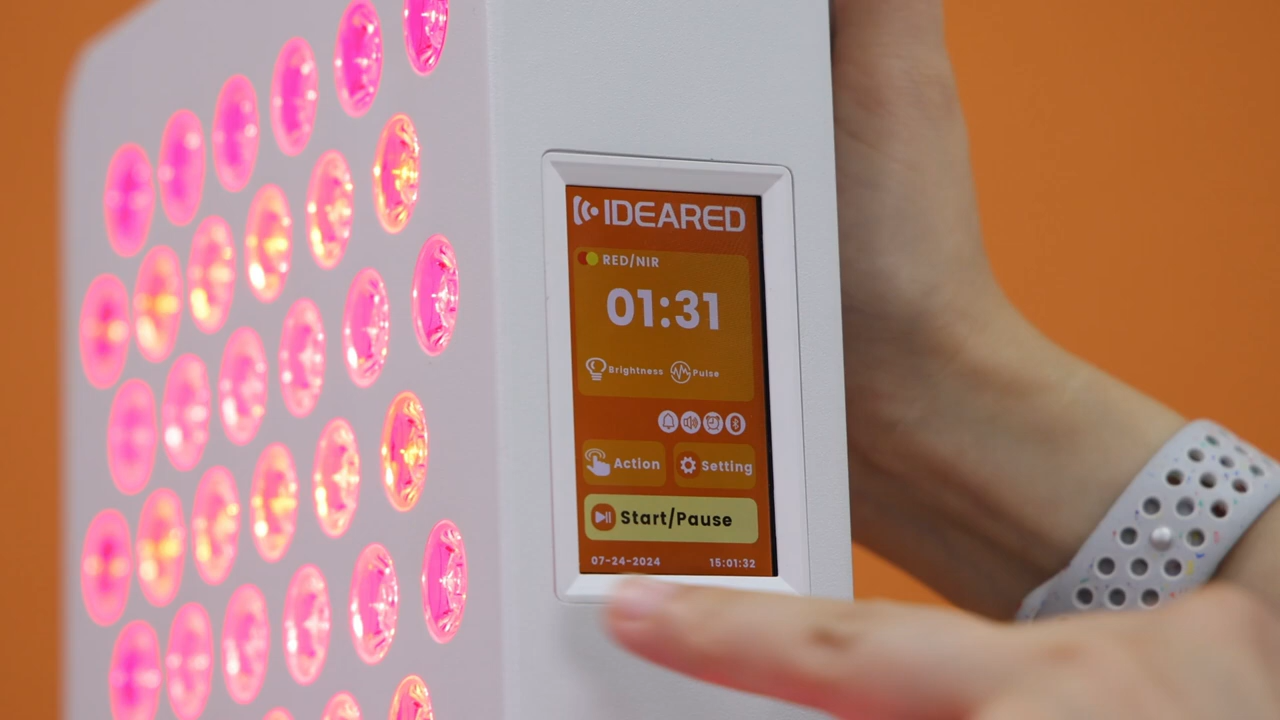 IDEARED
RED/NIR
01:31
Brightness Pulse
Action Setting
Start/Pause
07-24-2024 15:01:32